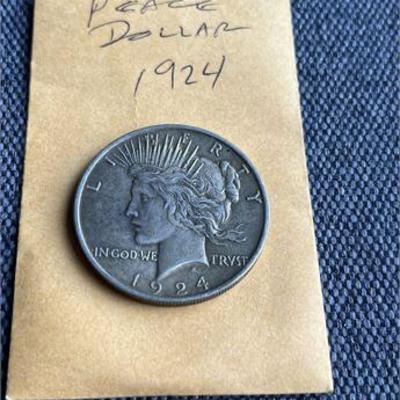 PEACE
DOLLAR
1924
LIBERTY
IN GOD WE TRVST
1924